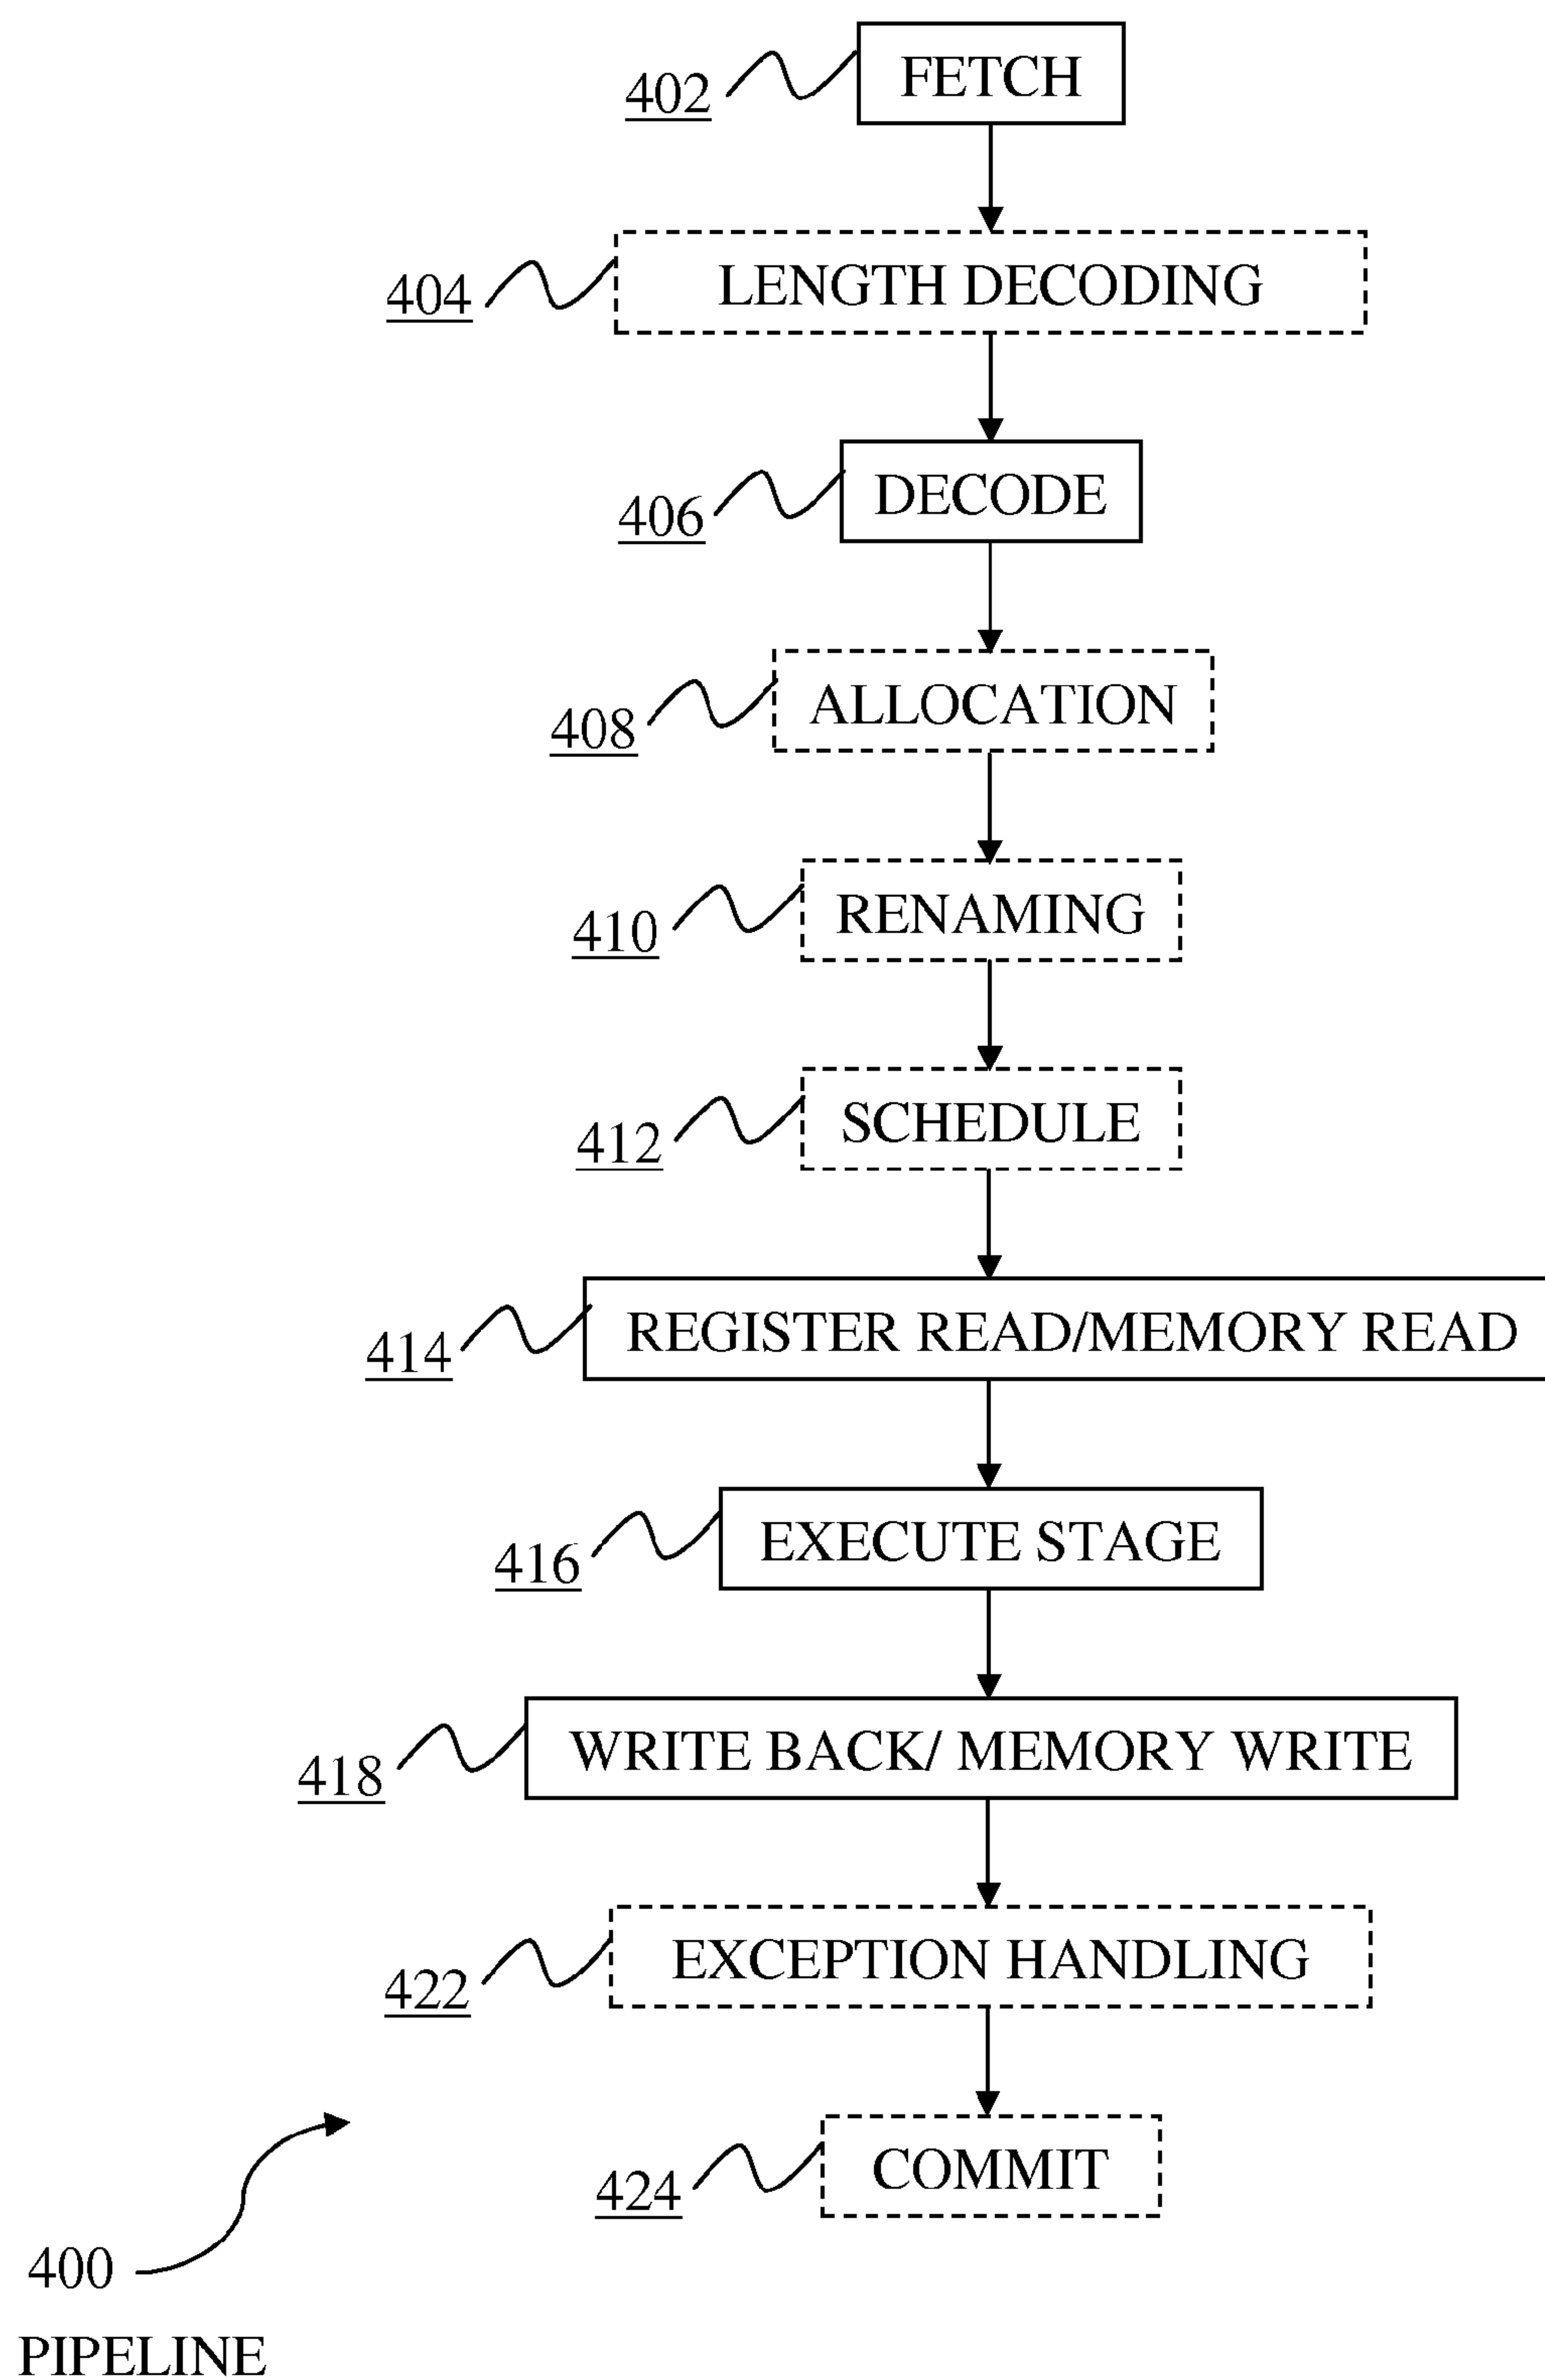 402 FETCH
404 LENGTH DECODING
406 DECODE
408 ALLOCATION
410 RENAMING
412 SCHEDULE
414 REGISTER READ/MEMORY READ
416 EXECUTE STAGE
418 WRITE BACK/ MEMORY WRITE
422 EXCEPTION HANDLING
424 COMMIT
400
PIPELINE